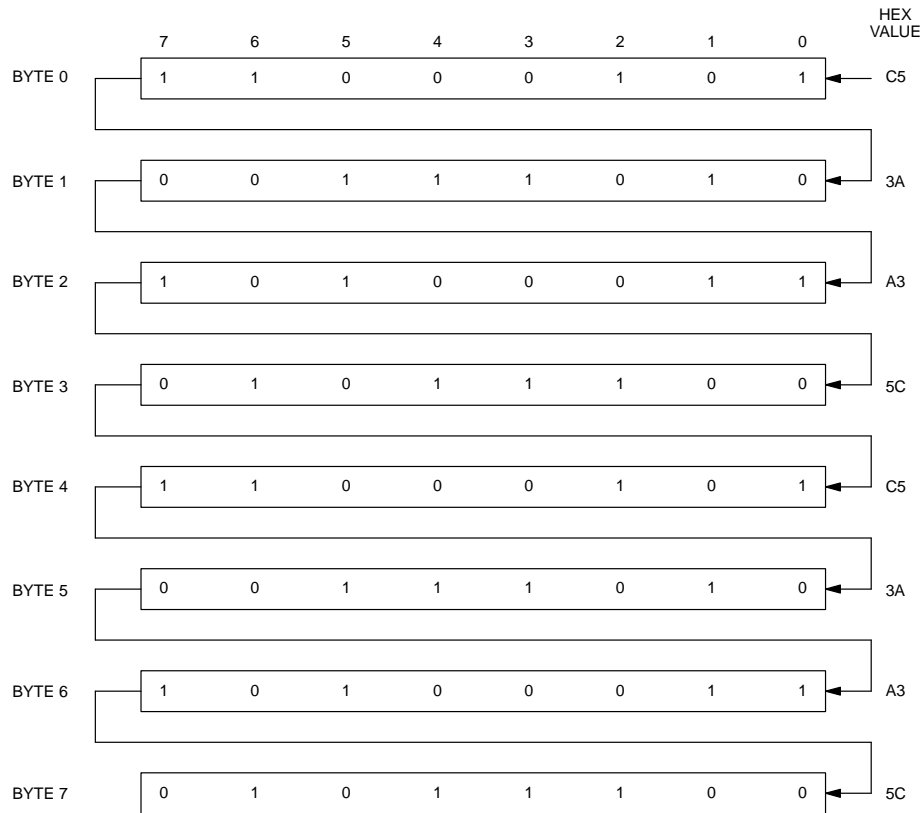 HEX
VALUE
7 6 5 4 3 2 1 0
BYTE 0 1 1 0 0 0 1 0 1 C5
BYTE 1 0 0 1 1 1 0 1 0 3A
BYTE 2 1 0 1 0 0 0 1 1 A3
BYTE 3 0 1 0 1 1 1 0 0 5C
BYTE 4 1 1 0 0 0 1 0 1 C5
BYTE 5 0 0 1 1 1 0 1 0 3A
BYTE 6 1 0 1 0 0 0 1 1 A3
BYTE 7 0 1 0 1 1 1 0 0 5C